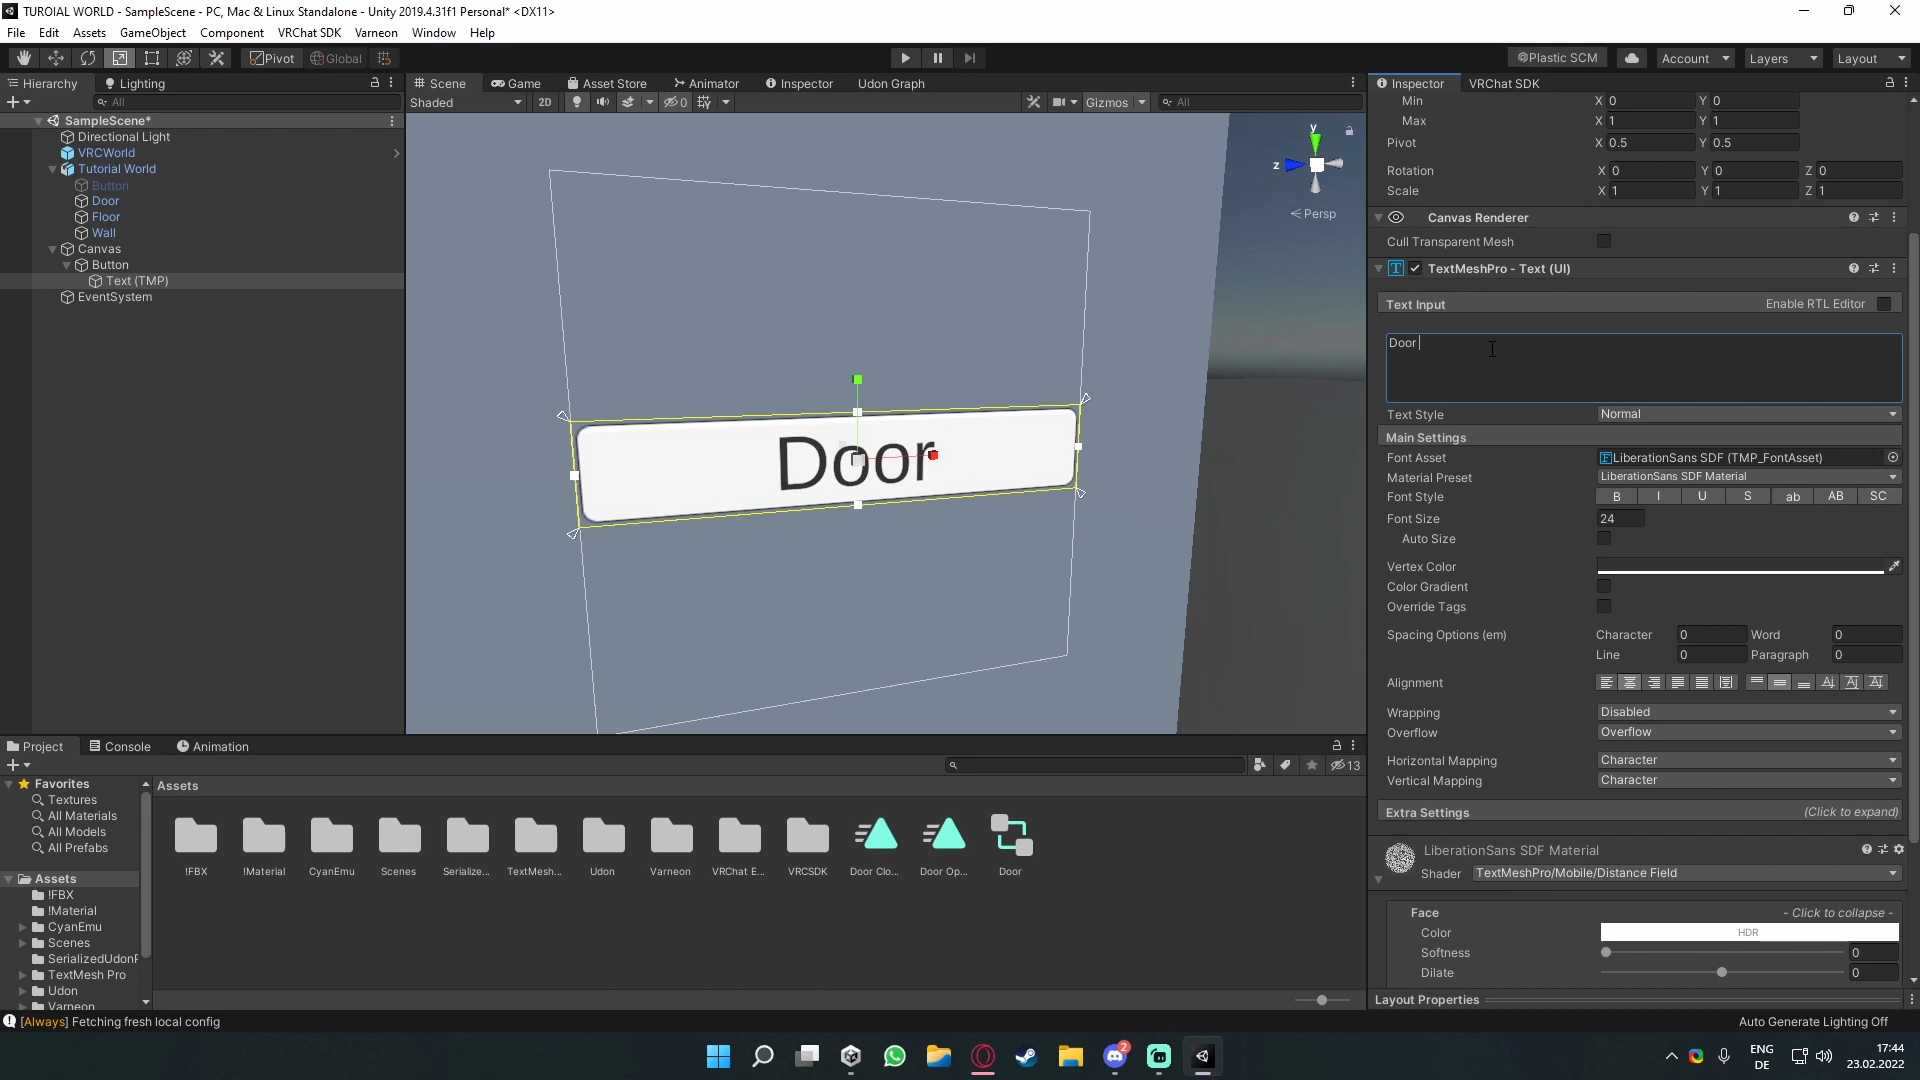 TUROIAL WORLD - SampleScene - PC, Mac & Linux Standalone - Unity 2019.4.31f1 Personal* <DX11>
File Edit Assets GameObject Component VRChat SDK Varneon Window Help
Pivot Global Plastic SCM Account Layers Layout
Hierarchy Lighting
All
Scene Game Asset Store Animator Inspector Udon Graph
Shaded 2D 0 Gizmos All
SampleScene*
Directional Light
VRCWorld
Tutorial World
Button
Door
Floor
Wall
Canvas
Button
Text (TMP)
EventSystem
y
z
Persp
Door
Inspector VRChat SDK
Min X 0 Y 0
Max X 1 Y 1
Pivot X 0.5 Y 0.5
Rotation X 0 Y 0 Z 0
Scale X 1 Y 1 Z 1
Canvas Renderer
Cull Transparent Mesh
TextMeshPro - Text (UI)
Text Input Enable RTL Editor
Door
Text Style Normal
Main Settings
Font Asset LiberationSans SDF (TMP_FontAsset)
Material Preset LiberationSans SDF Material
Font Style B I U S ab AB SC
Font Size 24
Auto Size
Vertex Color
Color Gradient
Override Tags
Spacing Options (em) Character 0 Word 0
Line 0 Paragraph 0
Alignment
Wrapping Disabled
Overflow Overflow
Horizontal Mapping Character
Vertical Mapping Character
Extra Settings (Click to expand)
LiberationSans SDF Material
Shader TextMeshPro/Mobile/Distance Field
Face - Click to collapse -
Color HDR
Softness 0
Dilate 0
Layout Properties
Project Console Animation
13
Favorites
Textures
All Materials
All Models
All Prefabs
Assets
!FBX
!Material
CyanEmu
Scenes
SerializedUdonP
TextMesh Pro
Udon
Varneon
Assets
!FBX !Material CyanEmu Scenes Serialize... TextMesh... Udon Varneon VRChat E... VRCSDK Door Clo... Door Op... Door
[Always] Fetching fresh local config
Auto Generate Lighting Off
2
ENG
DE
17:44
23.02.2022